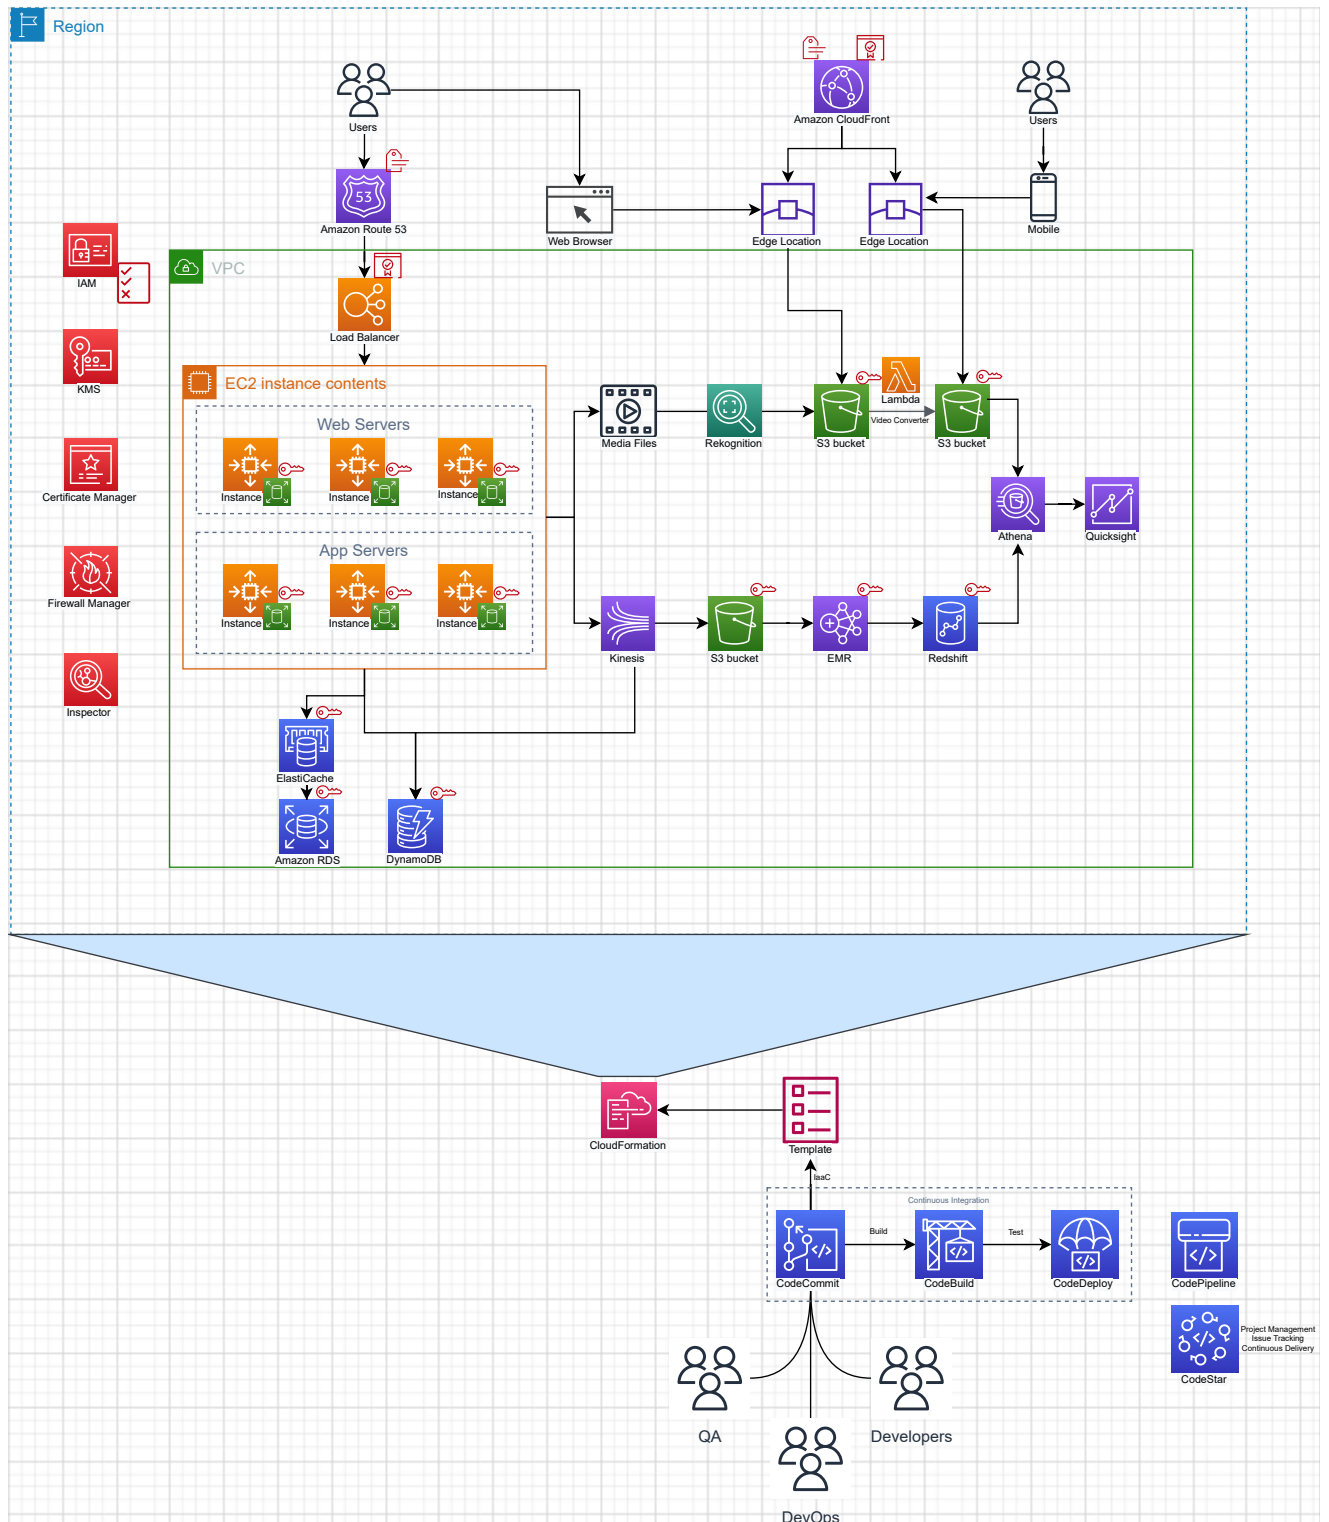 Region
Users
Amazon CloudFront
Users
53
Amazon Route 53
Web Browser
Edge Location
Edge Location
Mobile
IAM
VPC
Load Balancer
KMS
EC2 instance contents
Web Servers
Instance
Instance
Instance
Media Files
Rekognition
S3 bucket
Lambda
Video Converter
S3 bucket
Certificate Manager
Athena
Quicksight
App Servers
Instance
Instance
Instance
Firewall Manager
Kinesis
S3 bucket
EMR
Redshift
Inspector
ElastiCache
Amazon RDS
DynamoDB
CloudFormation
Template
IaaC
Continuous Integration
Build
Test
CodeCommit
CodeBuild
CodeDeploy
CodePipeline
Project Management
Issue Tracking
Continuous Delivery
CodeStar
QA
Developers
DevOps